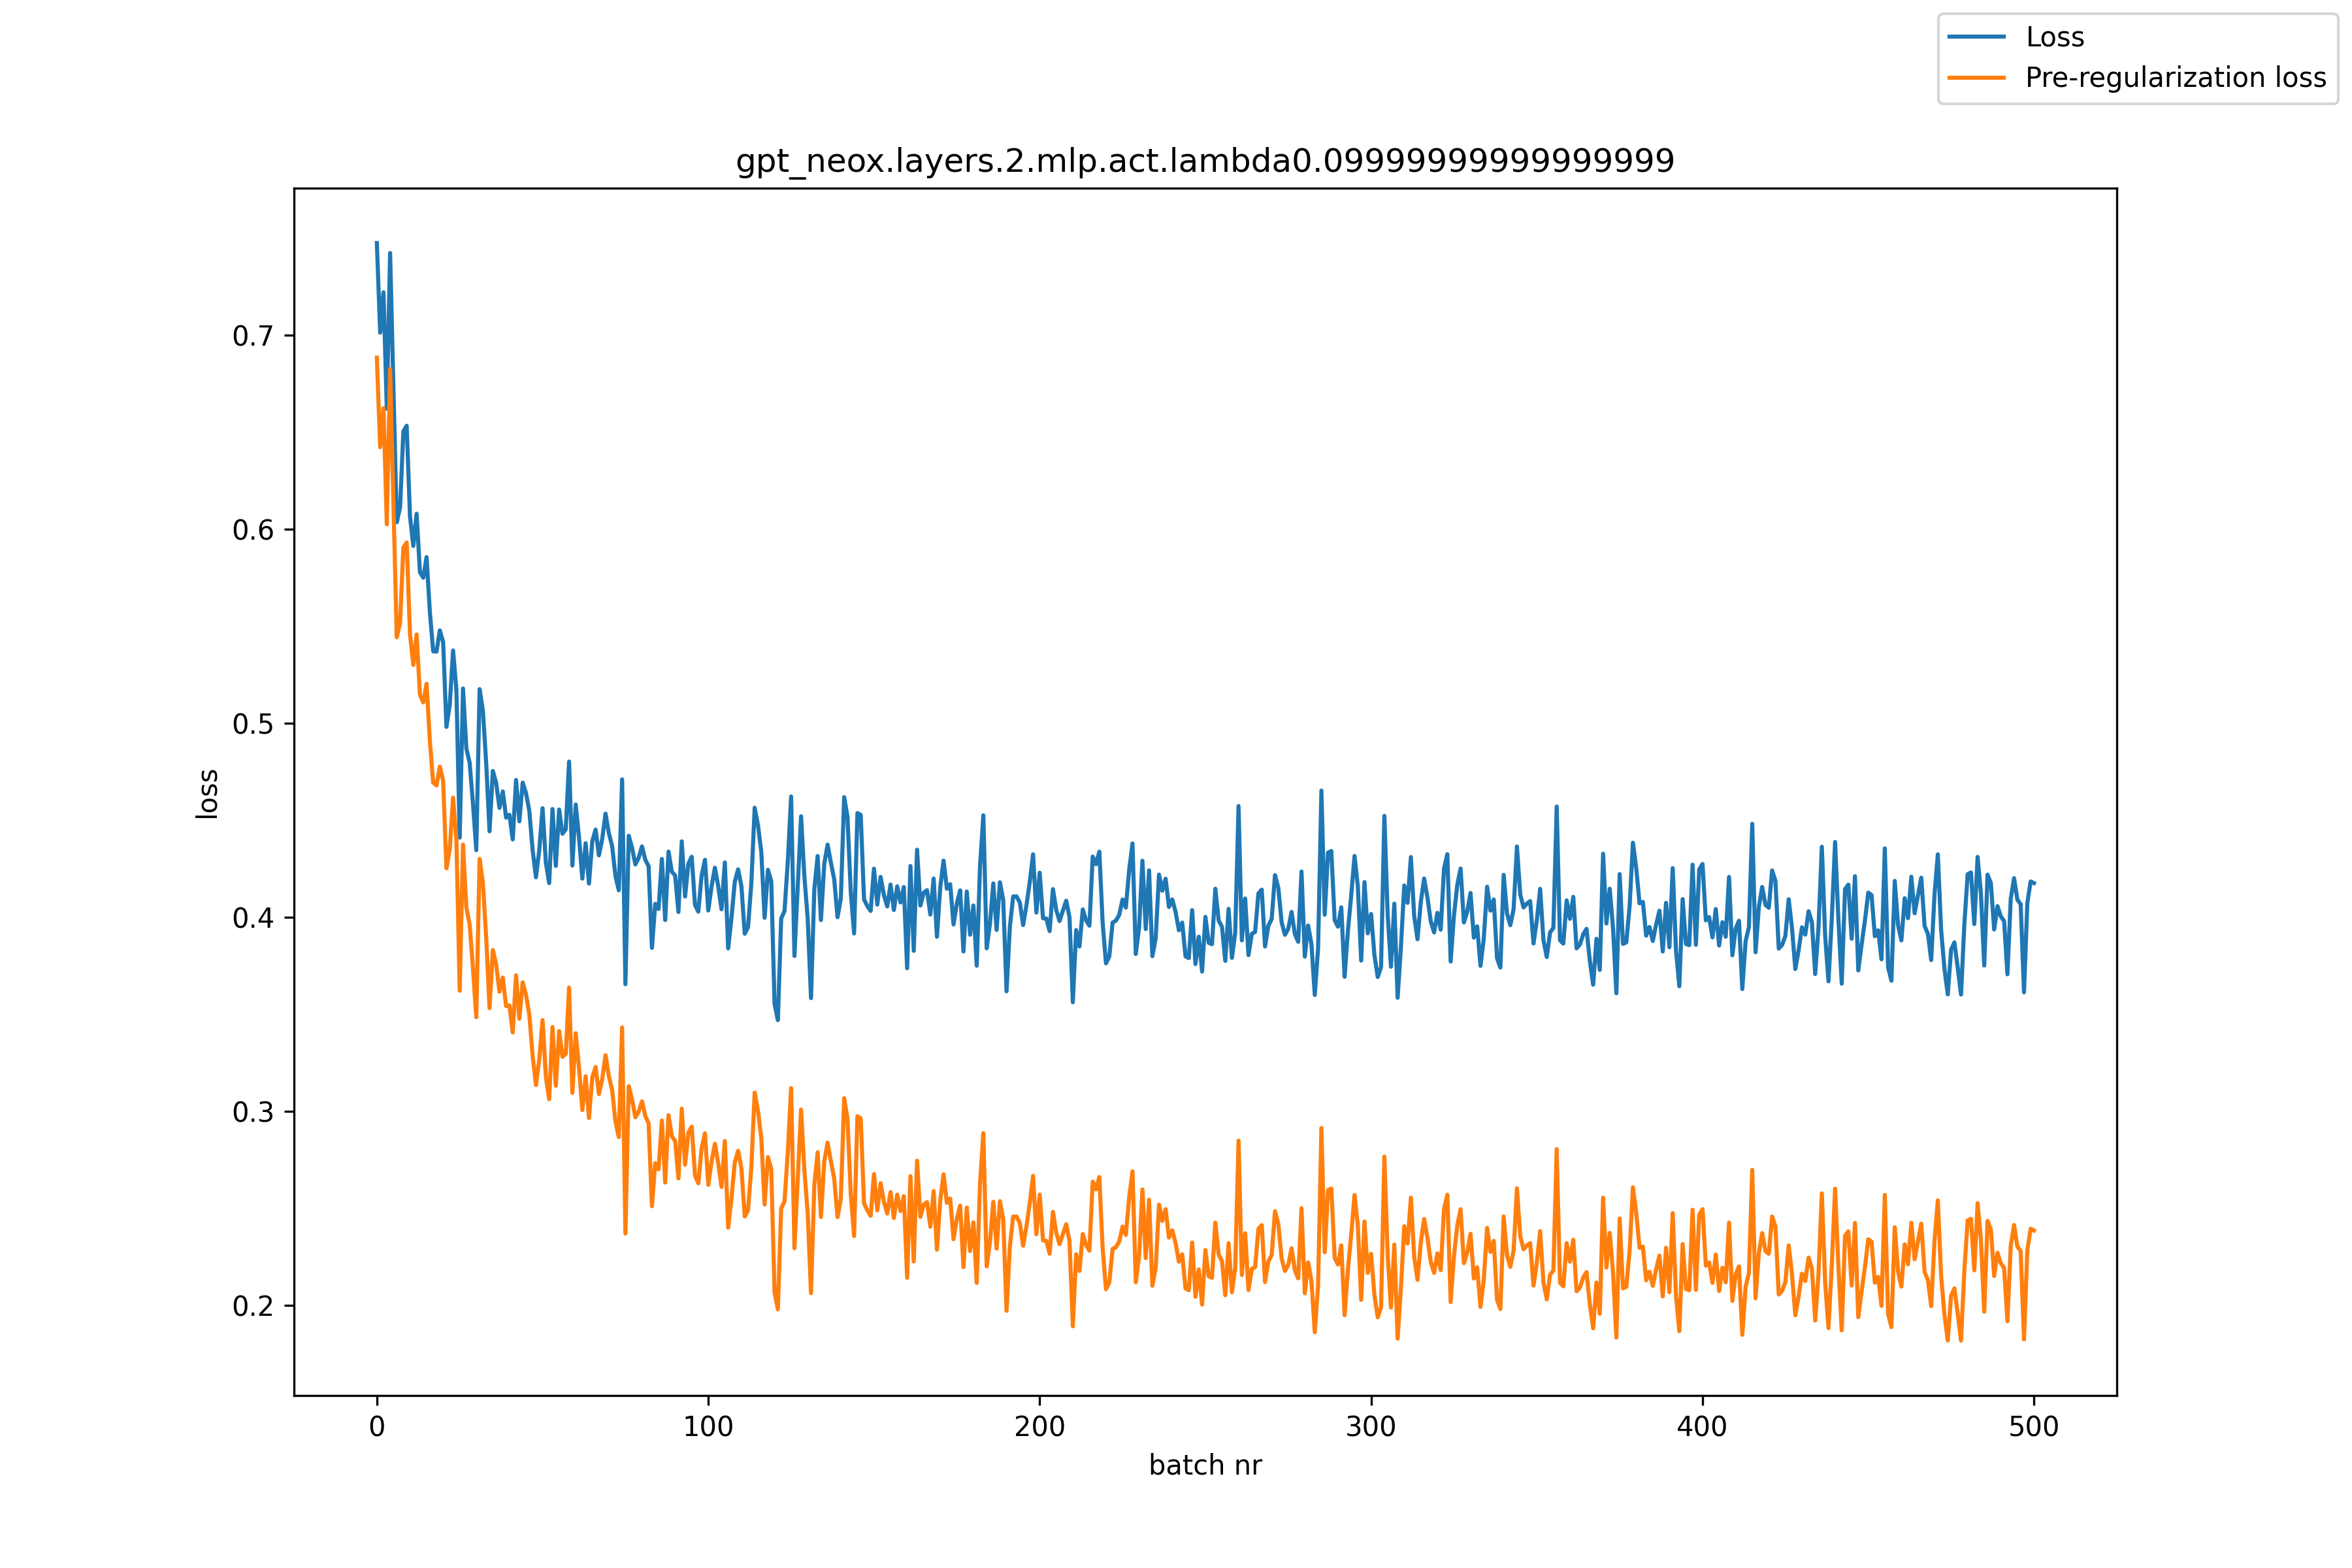 Loss
Pre-regularization loss
gpt_neox.layers.2.mlp.act.lambda0.09999999999999999
0.7
0.6
0.5
0.4
0.3
0.2
loss
0 100 200 300 400 500
batch nr